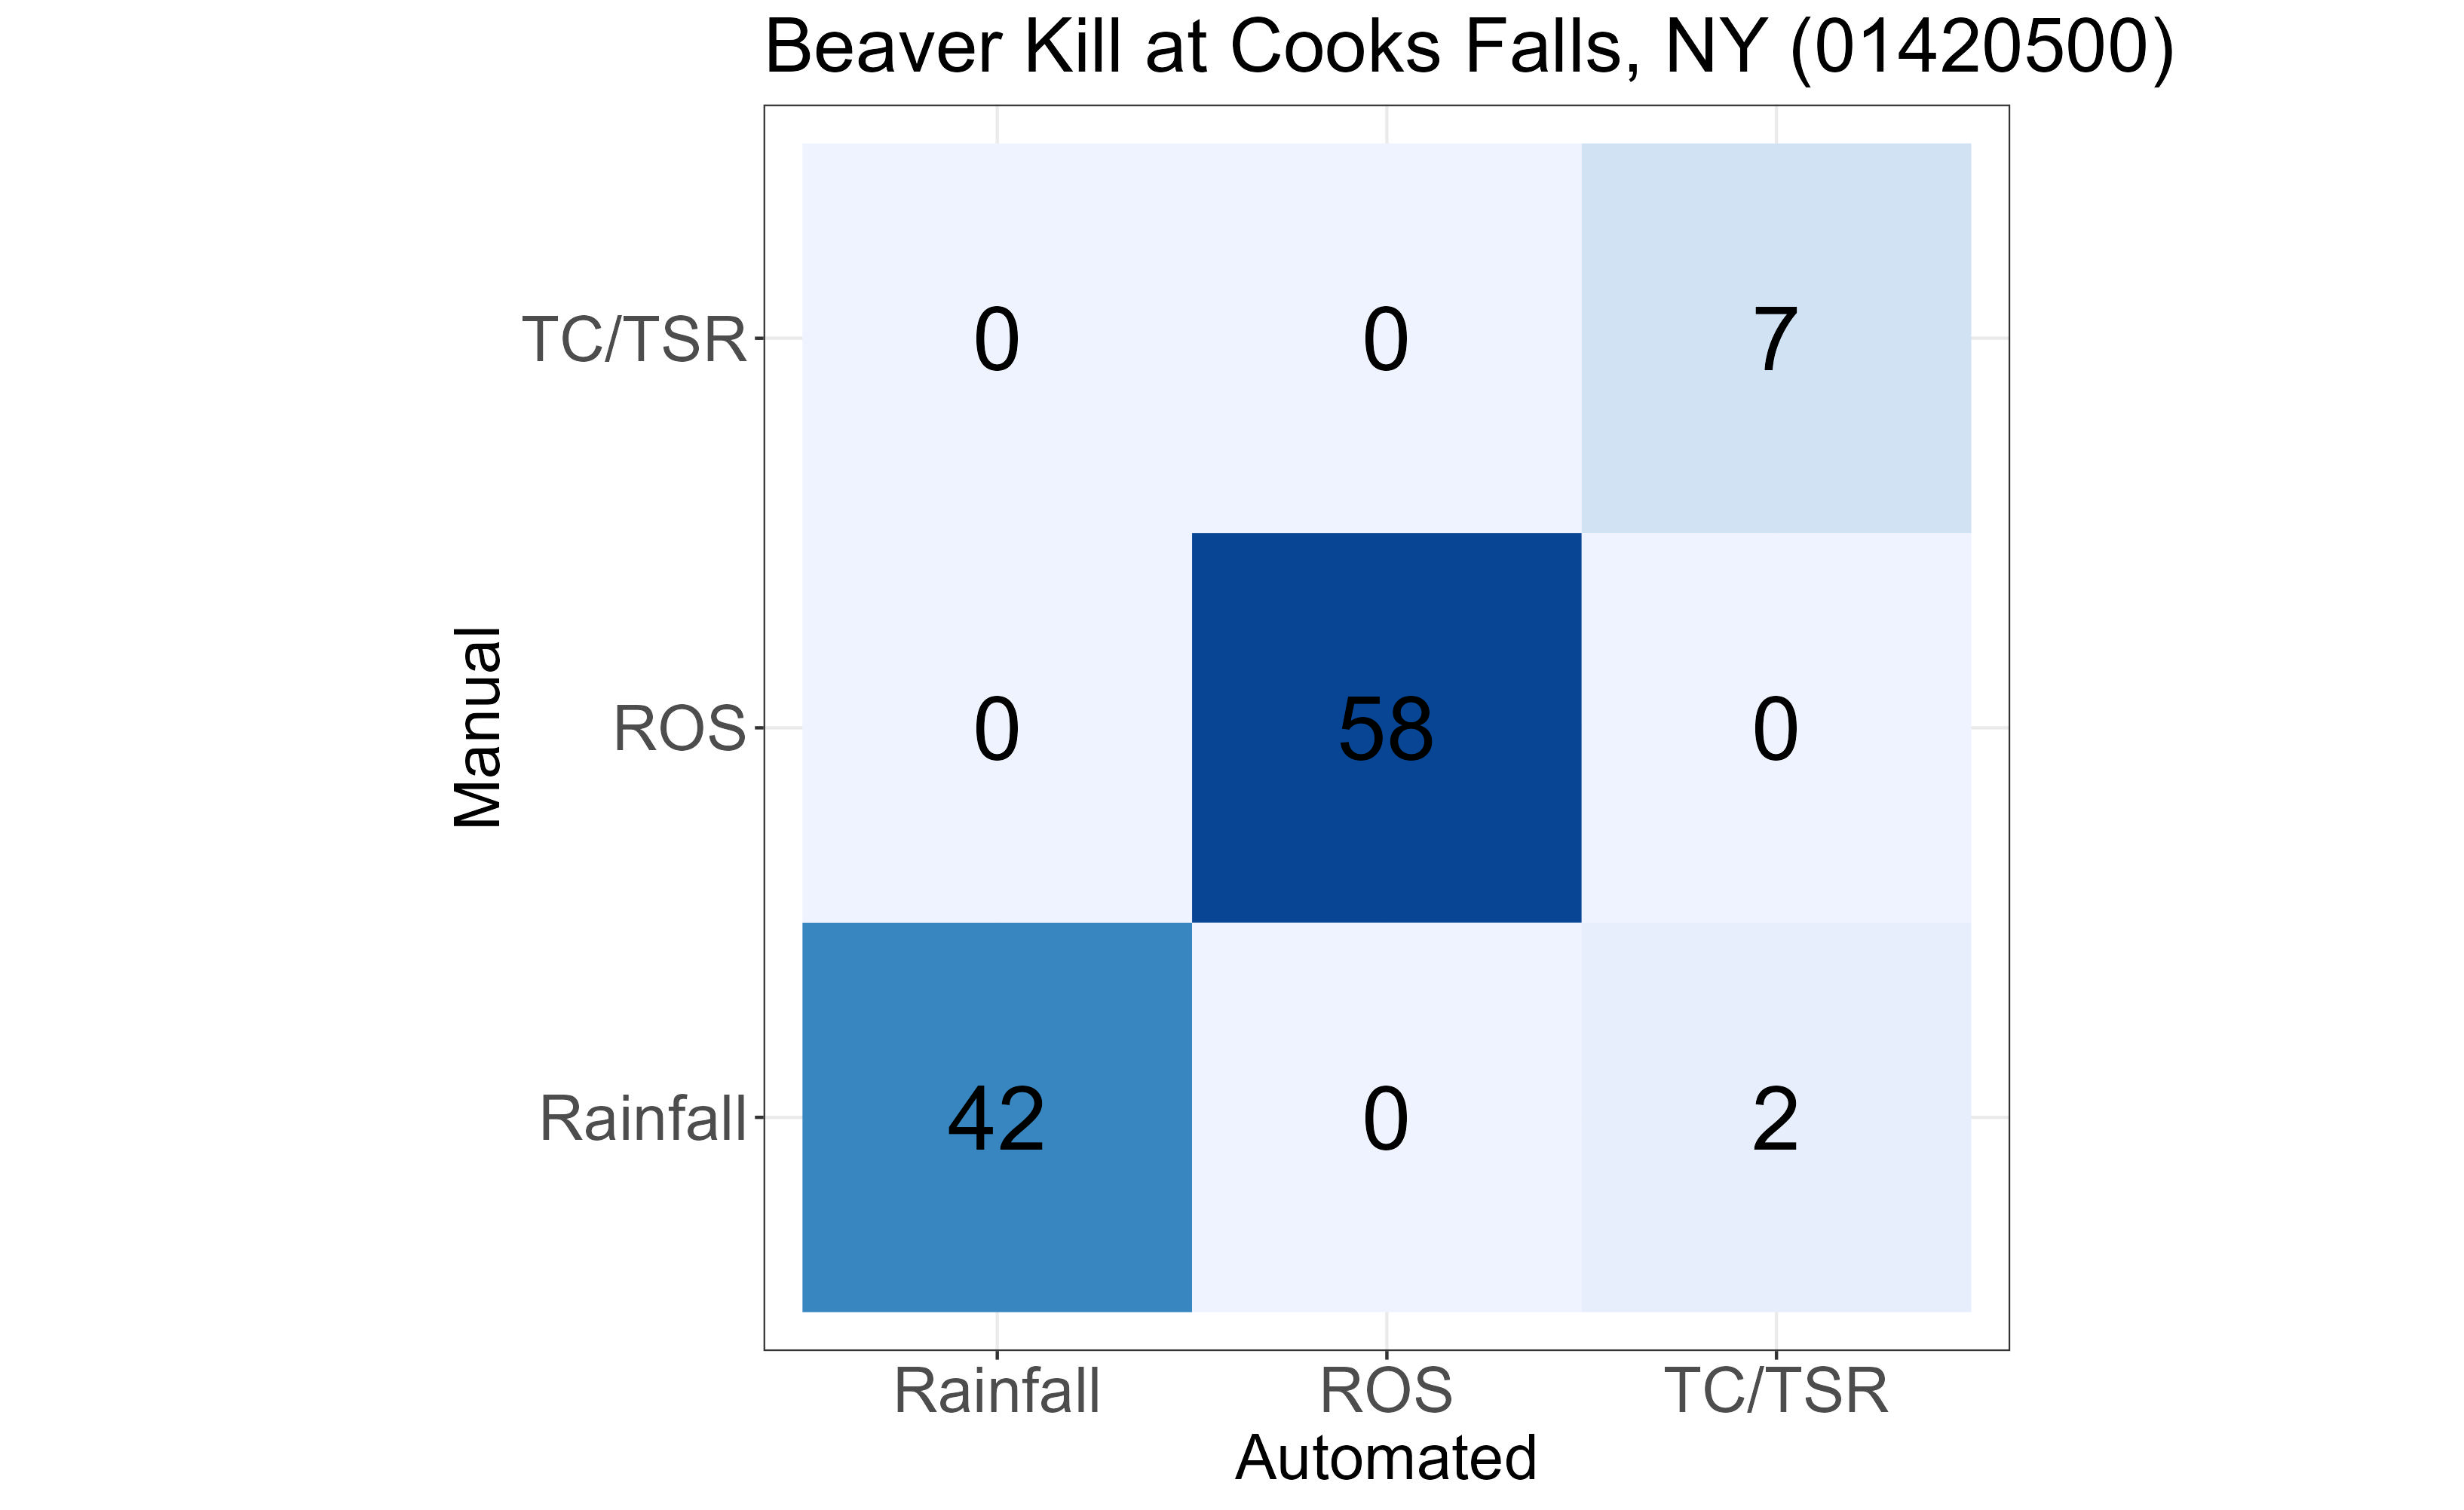 Beaver Kill at Cooks Falls, NY (01420500)
TC/TSR 0 0 7
Manual
ROS 0 58 0
Rainfall 42 0 2
Rainfall ROS TC/TSR
Automated